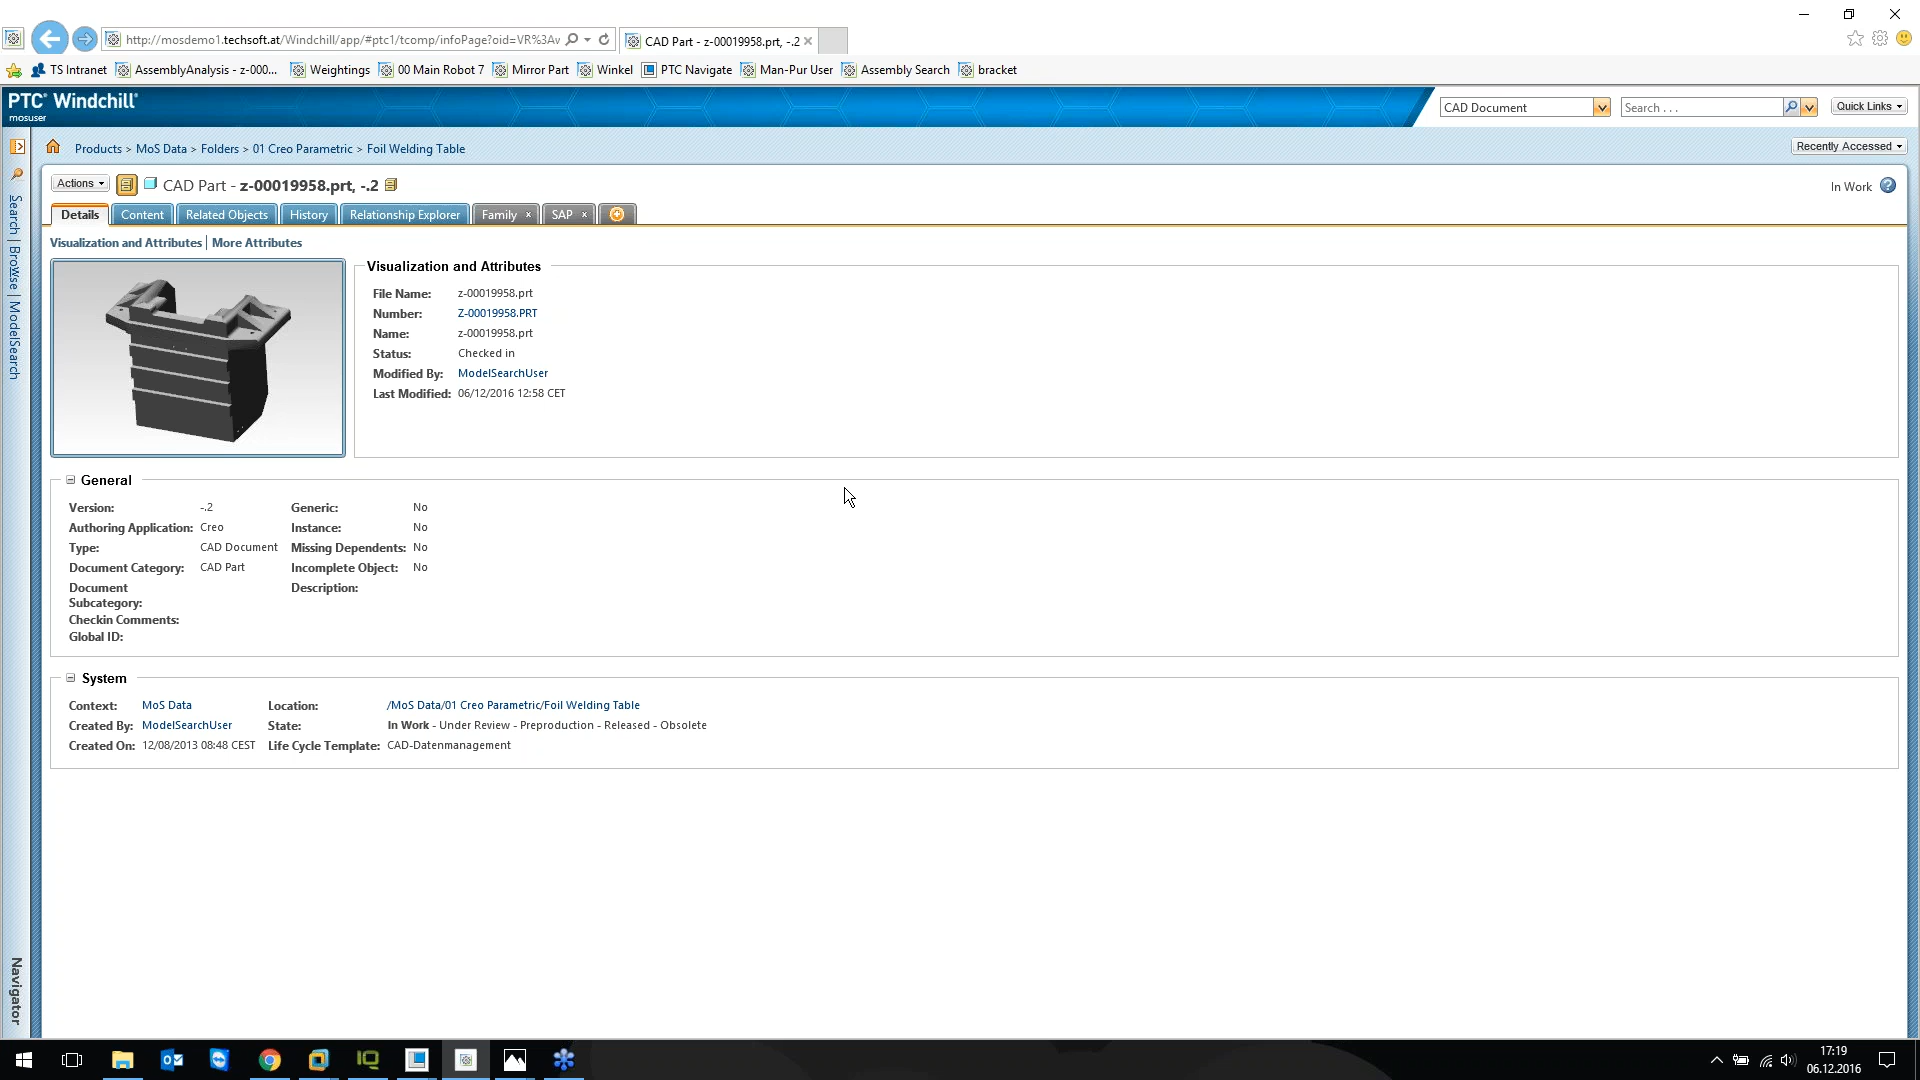 http://mosdemo1.techsoft.at/Windchill/app/#ptc1/tcomp/infoPage?oid=VR%3Av
CAD Part - z-00019958.prt, -.2
TS Intranet AssemblyAnalysis - z-000... Weightings 00 Main Robot 7 Mirror Part Winkel PTC Navigate Man-Pur User Assembly Search bracket
PTC® Windchill®
mosuser
CAD Document Search . . . Quick Links
Products > MoS Data > Folders > 01 Creo Parametric > Foil Welding Table
Recently Accessed
Actions CAD Part - z-00019958.prt, -.2
In Work
Details Content Related Objects History Relationship Explorer Family × SAP ×
Search | Browse | ModelSearch
Navigator
Visualization and Attributes | More Attributes
Visualization and Attributes
File Name: z-00019958.prt
Number: Z-00019958.PRT
Name: z-00019958.prt
Status: Checked in
Modified By: ModelSearchUser
Last Modified: 06/12/2016 12:58 CET
General
Version: -.2 Generic: No
Authoring Application: Creo Instance: No
Type: CAD Document Missing Dependents: No
Document Category: CAD Part Incomplete Object: No
Document Description:
Subcategory:
Checkin Comments:
Global ID:
System
Context: MoS Data Location: /MoS Data/01 Creo Parametric/Foil Welding Table
Created By: ModelSearchUser State: In Work - Under Review - Preproduction - Released - Obsolete
Created On: 12/08/2013 08:48 CEST Life Cycle Template: CAD-Datenmanagement
17:19
06.12.2016